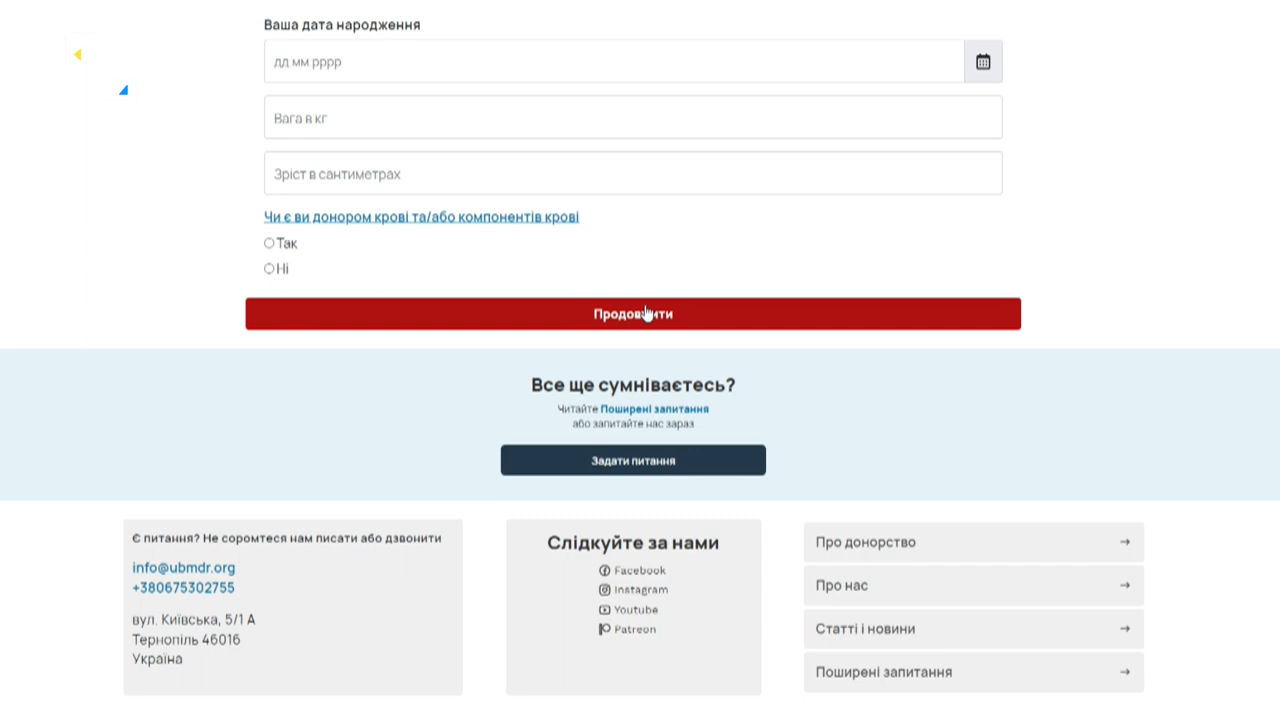 Ваша дата народження
дд мм рррр
Вага в кг
Зріст в сантиметрах
Чи є ви донором крові та/або компонентів крові
Так
Ні
Все ще сумніваєтесь?
Читайте Поширені запитання
або запитайте нас зараз
Задати питання
Є питання? Не соромтеся нам писати або дзвонити
info@ubmdr.org
+380675302755
вул. Київська, 5/1 А
Тернопіль 46016
Україна
Слідкуйте за нами
Facebook
Instagram
Youtube
Patreon
Про донорство →
Про нас →
Статті і новини →
Поширені запитання →